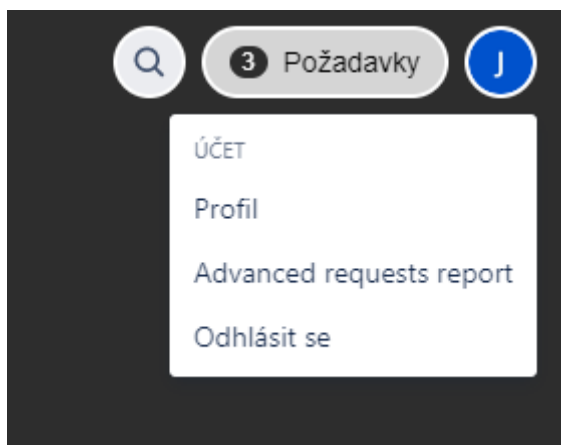 3 Požadavky J
ÚČET
Profil
Advanced requests report
Odhlásit se